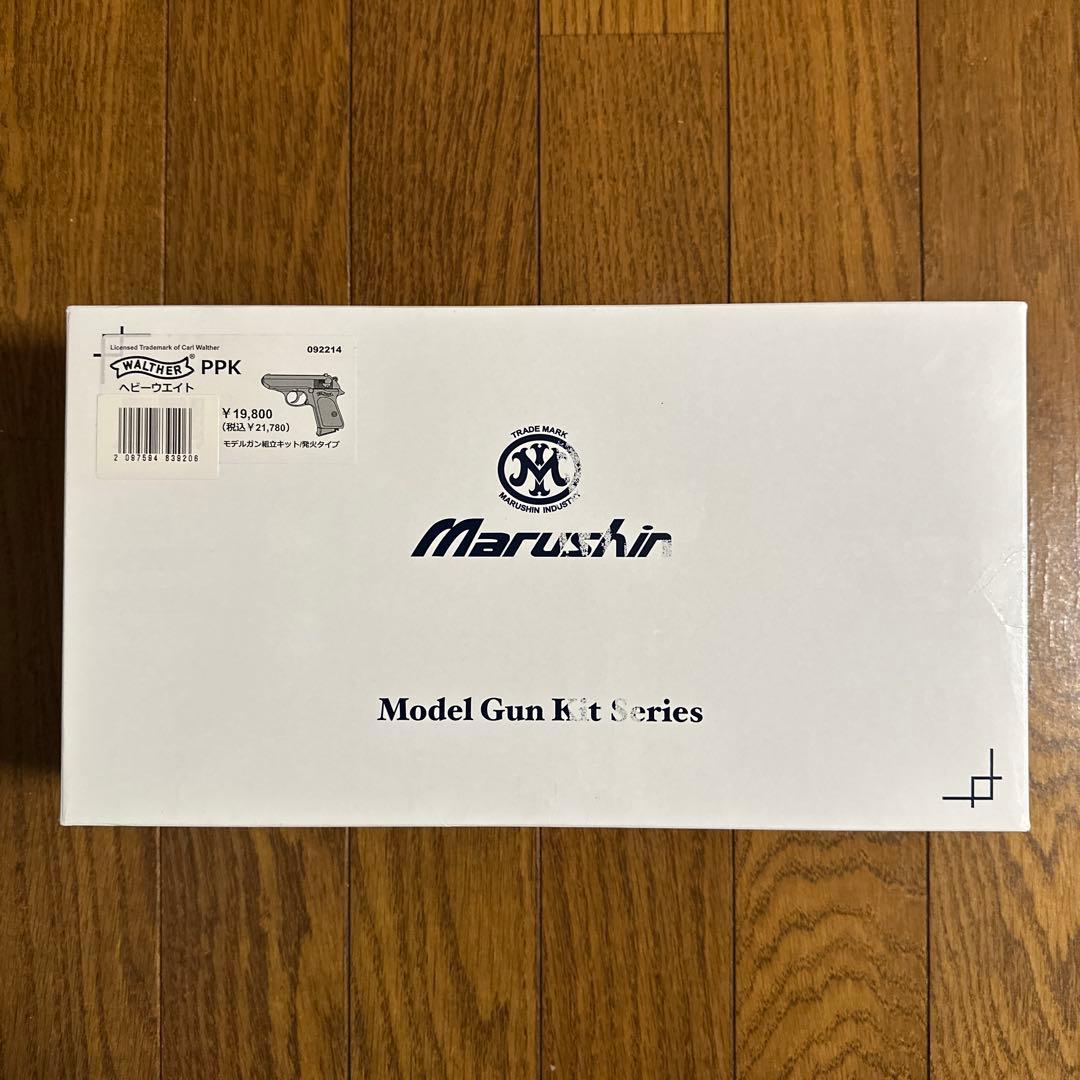 Licensed Trademark of Carl Walther
092214
WALTHER® PPK
ヘビーウエイト
¥19,800
(税込¥21,780)
モデルガン組立キット/発火タイプ
2 097594 839206
TRADE MARK
M
MARUSHIN INDUSTRY
Marushin
Model Gun Kit Series